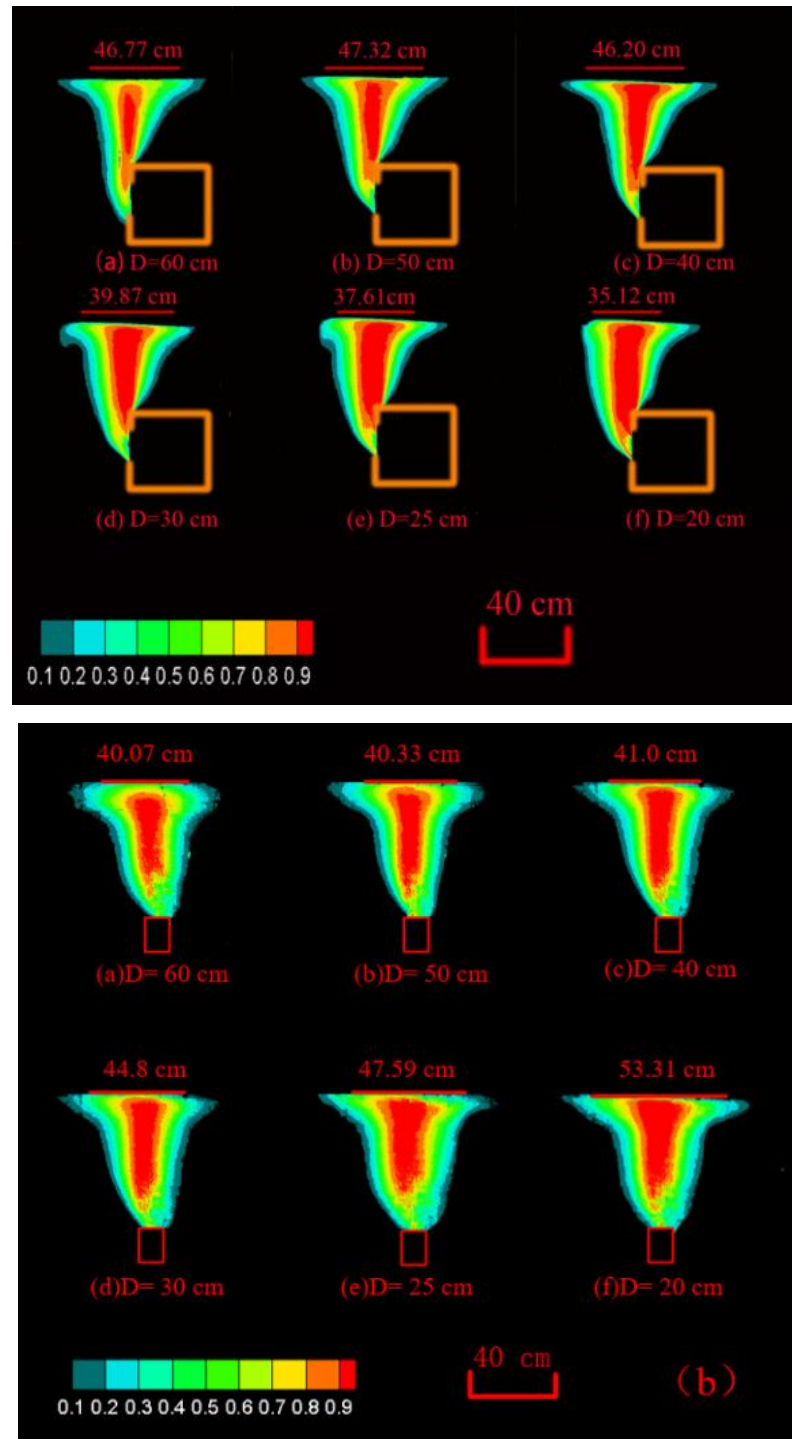 46.77 cm 47.32 cm 46.20 cm
(a) D=60 cm (b) D=50 cm (c) D=40 cm
39.87 cm 37.61cm 35.12 cm
(d) D=30 cm (e) D=25 cm (f) D=20 cm
40 cm
0.1 0.2 0.3 0.4 0.5 0.6 0.7 0.8 0.9
40.07 cm 40.33 cm 41.0 cm
(a)D= 60 cm (b)D= 50 cm (c)D= 40 cm
44.8 cm 47.59 cm 53.31 cm
(d)D= 30 cm (e)D= 25 cm (f)D= 20 cm
40 cm
(b)
0.1 0.2 0.3 0.4 0.5 0.6 0.7 0.8 0.9